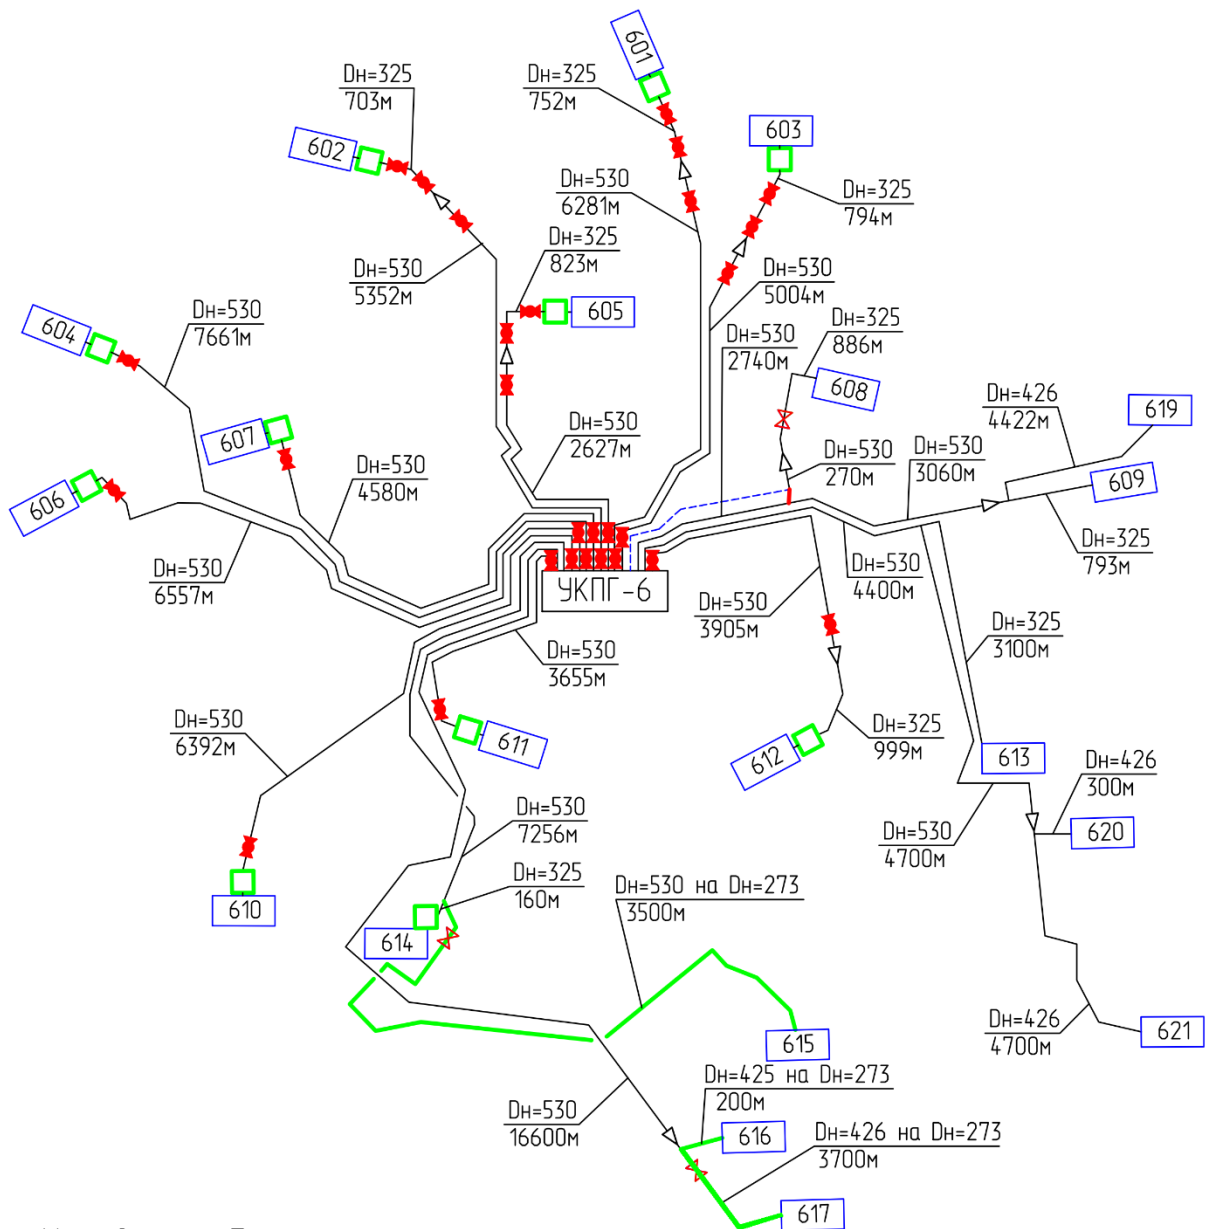 601
Dн=325
703м
Dн=325
752м
603
602
Dн=530
6281м
Dн=325
794м
Dн=325
823м
Dн=530
5352м
Dн=530
5004м
605
604
Dн=530
7661м
Dн=325
886м
Dн=530
2740м
608
Dн=426
4422м
619
607
Dн=530
2627м
Dн=530
4580м
Dн=530
270м
Dн=530
3060м
609
606
Dн=325
793м
Dн=530
6557м
УКПГ-6
Dн=530
4400м
Dн=530
3905м
Dн=325
3100м
Dн=530
3655м
Dн=530
6392м
611
Dн=325
999м
612
613
Dн=426
300м
Dн=530
7256м
620
Dн=530
4700м
Dн=325
160м
Dн=530 на Dн=273
3500м
610
614
Dн=426
4700м
621
615
Dн=425 на Dн=273
200м
Dн=530
16600м
616
Dн=426 на Dн=273
3700м
617